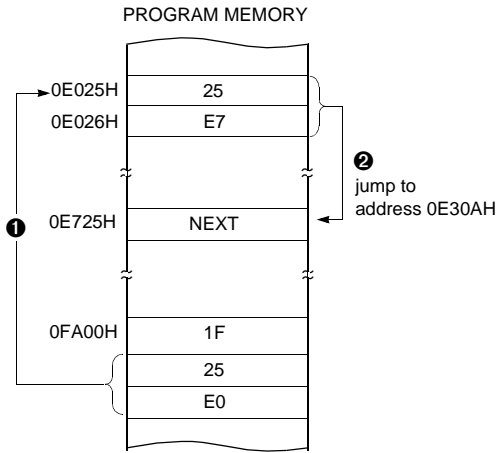 PROGRAM MEMORY
0E025H 25
0E026H E7
❷
jump to
address 0E30AH
❶
0E725H NEXT
0FA00H 1F
25
E0